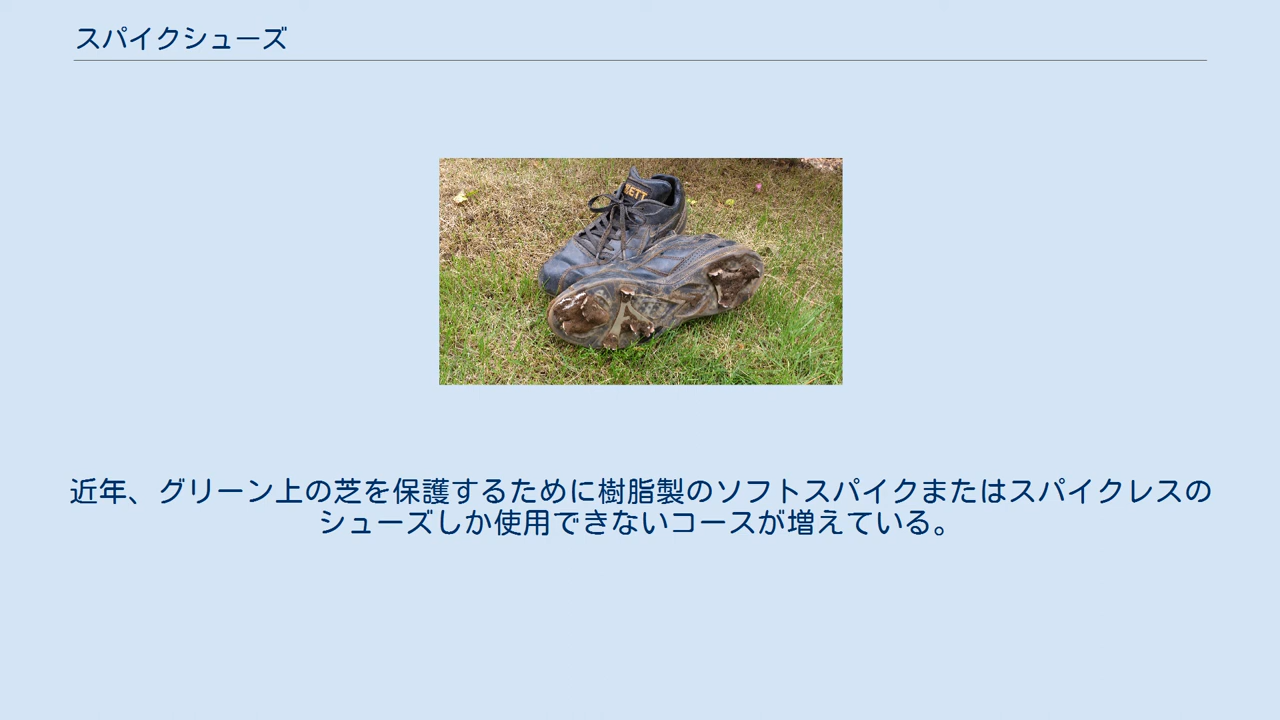 スパイクシューズ
ZETT
近年、グリーン上の芝を保護するために樹脂製のソフトスパイクまたはスパイクレスの
シューズしか使用できないコースが増えている。